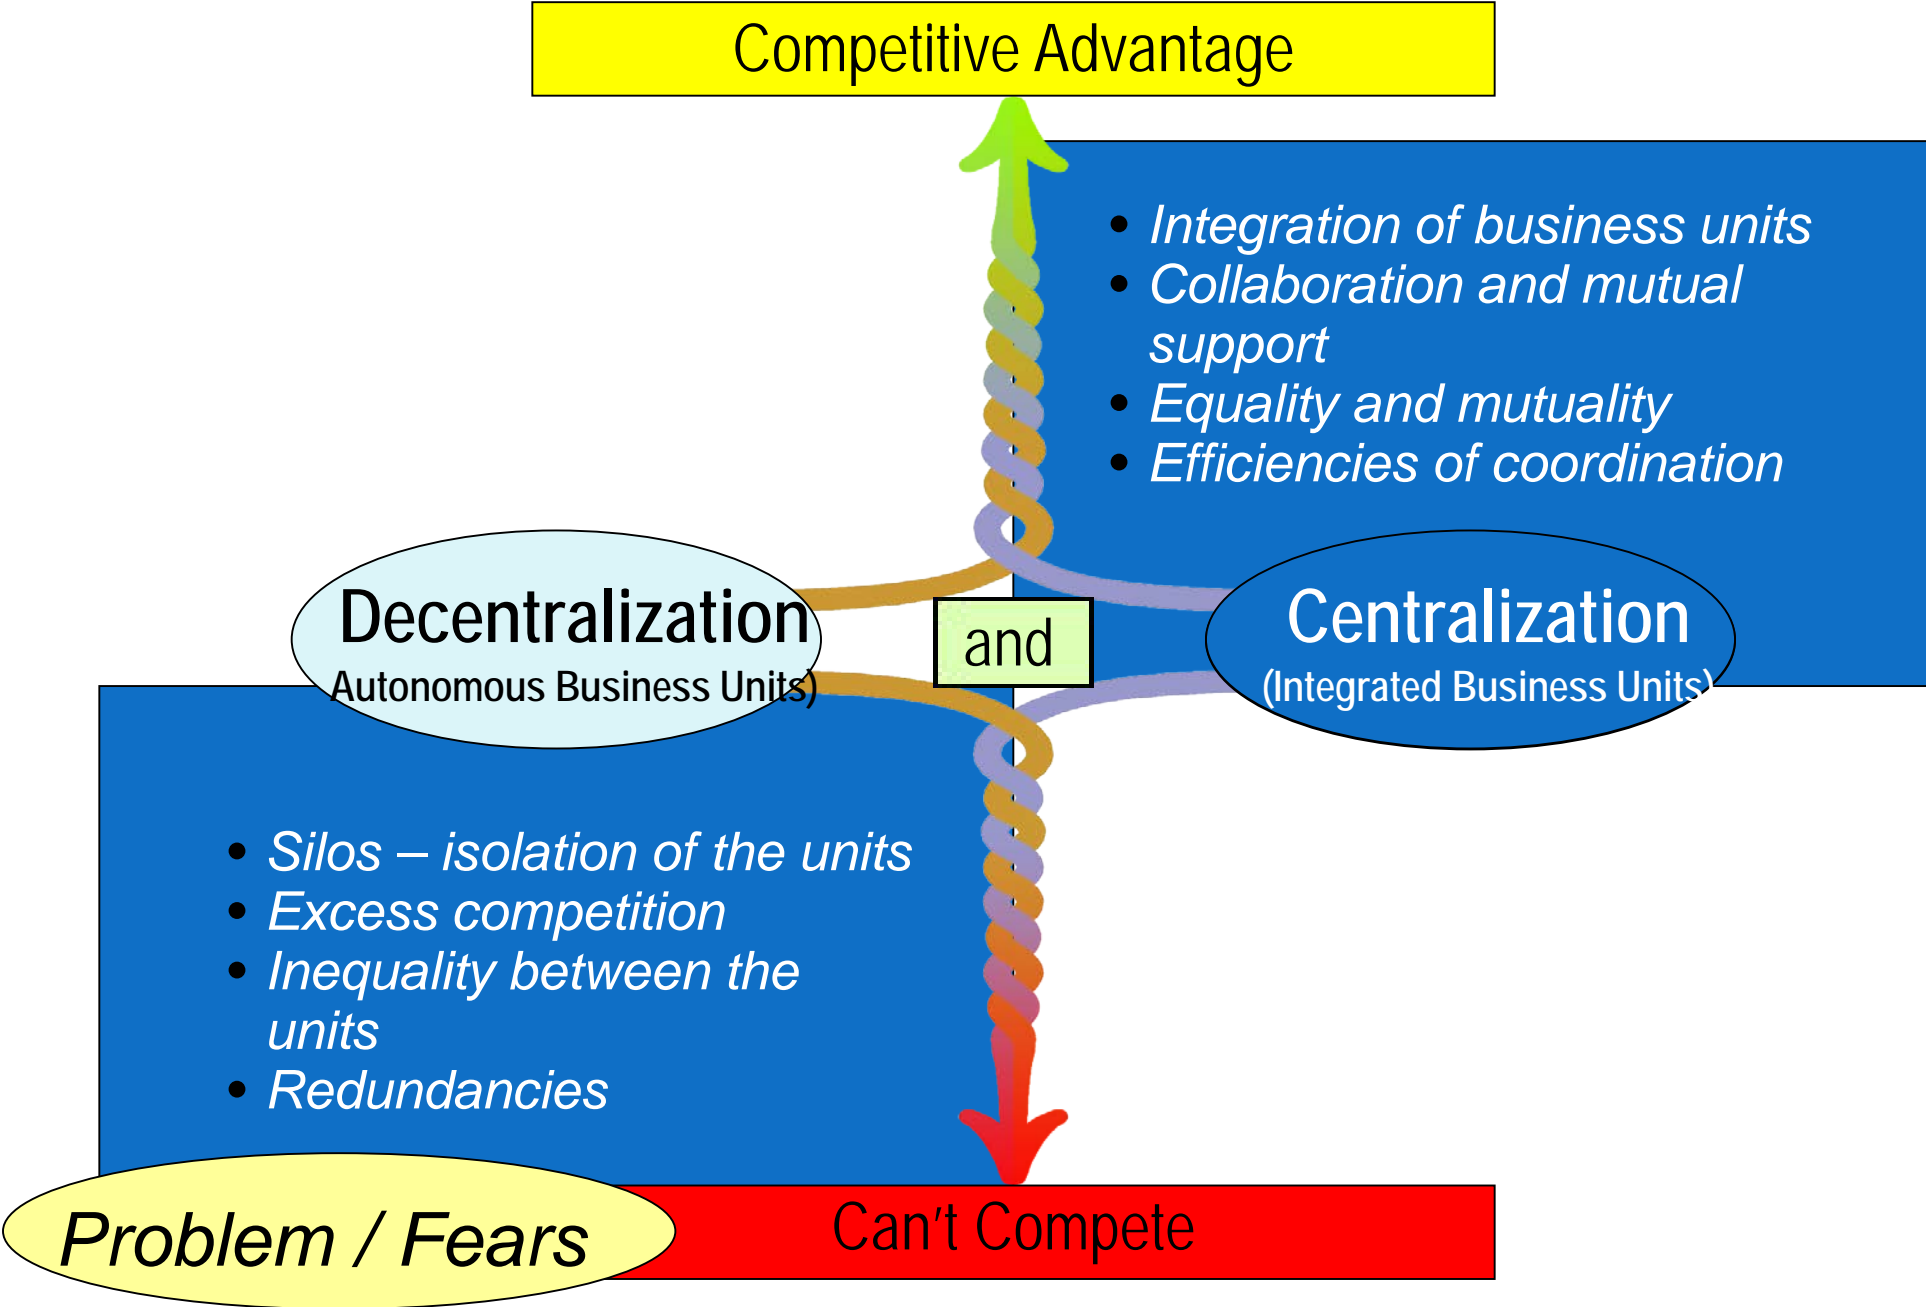 Competitive Advantage
• Integration of business units
• Collaboration and mutual
support
• Equality and mutuality
• Efficiencies of coordination
Decentralization
Autonomous Business Units)
and
Centralization
(Integrated Business Units)
• Silos – isolation of the units
• Excess competition
• Inequality between the
units
• Redundancies
Problem / Fears
Can't Compete